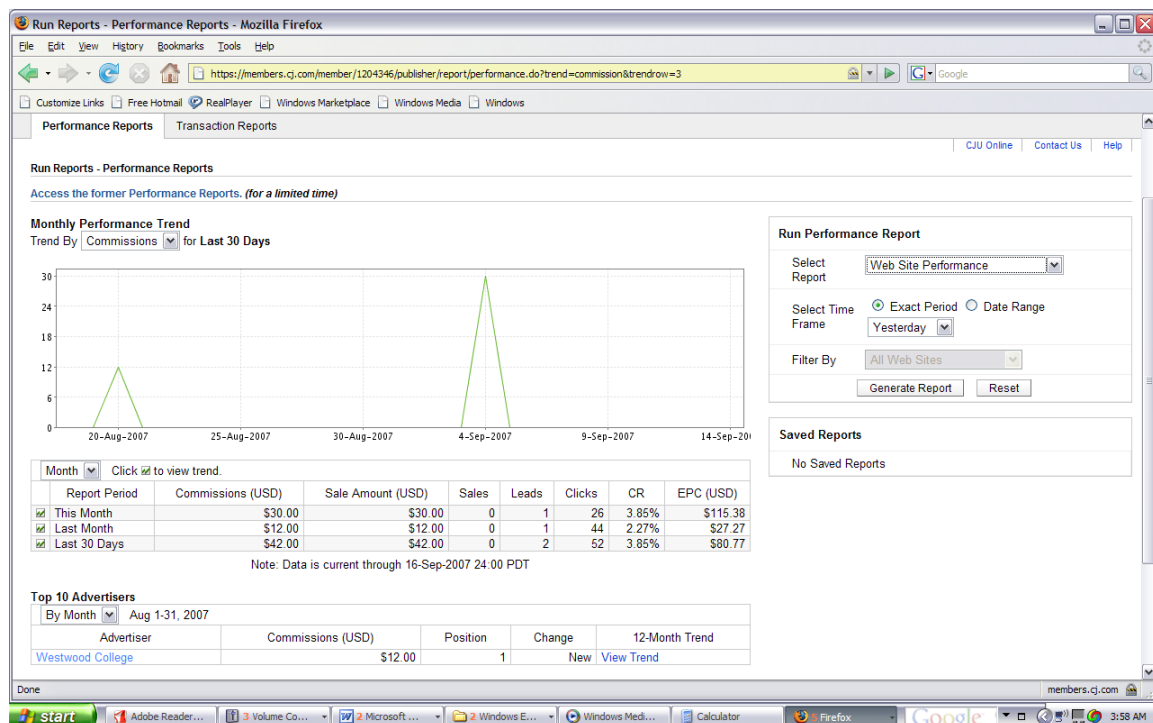 Run Reports - Performance Reports - Mozilla Firefox
File Edit View History Bookmarks Tools Help
https://members.cj.com/member/1204346/publisher/report/performance.do?trend=commission&trendrow=3
G Google
Customize Links Free Hotmail RealPlayer Windows Marketplace Windows Media Windows
Performance Reports Transaction Reports
CJU Online Contact Us Help
Run Reports - Performance Reports
Access the former Performance Reports. (for a limited time)
Monthly Performance Trend
Trend By Commissions for Last 30 Days
30
24
18
12
6
0
20-Aug-2007 25-Aug-2007 30-Aug-2007 4-Sep-2007 9-Sep-2007 14-Sep-20
Run Performance Report
Select Report Web Site Performance
Select Time Frame Exact Period Date Range
Yesterday
Filter By All Web Sites
Generate Report Reset
Saved Reports
No Saved Reports
Month Click to view trend.
Report Period Commissions (USD) Sale Amount (USD) Sales Leads Clicks CR EPC (USD)
This Month $30.00 $30.00 0 1 26 3.85% $115.38
Last Month $12.00 $12.00 0 1 44 2.27% $27.27
Last 30 Days $42.00 $42.00 0 2 52 3.85% $80.77
Note: Data is current through 16-Sep-2007 24:00 PDT
Top 10 Advertisers
By Month Aug 1-31, 2007
Advertiser Commissions (USD) Position Change 12-Month Trend
Westwood College $12.00 1 New View Trend
Done members.cj.com
start Adobe Reader... 3 Volume Co... 2 Microsoft ... 2 Windows E... Windows Medi... Calculator 5 Firefox Google 3:58 AM